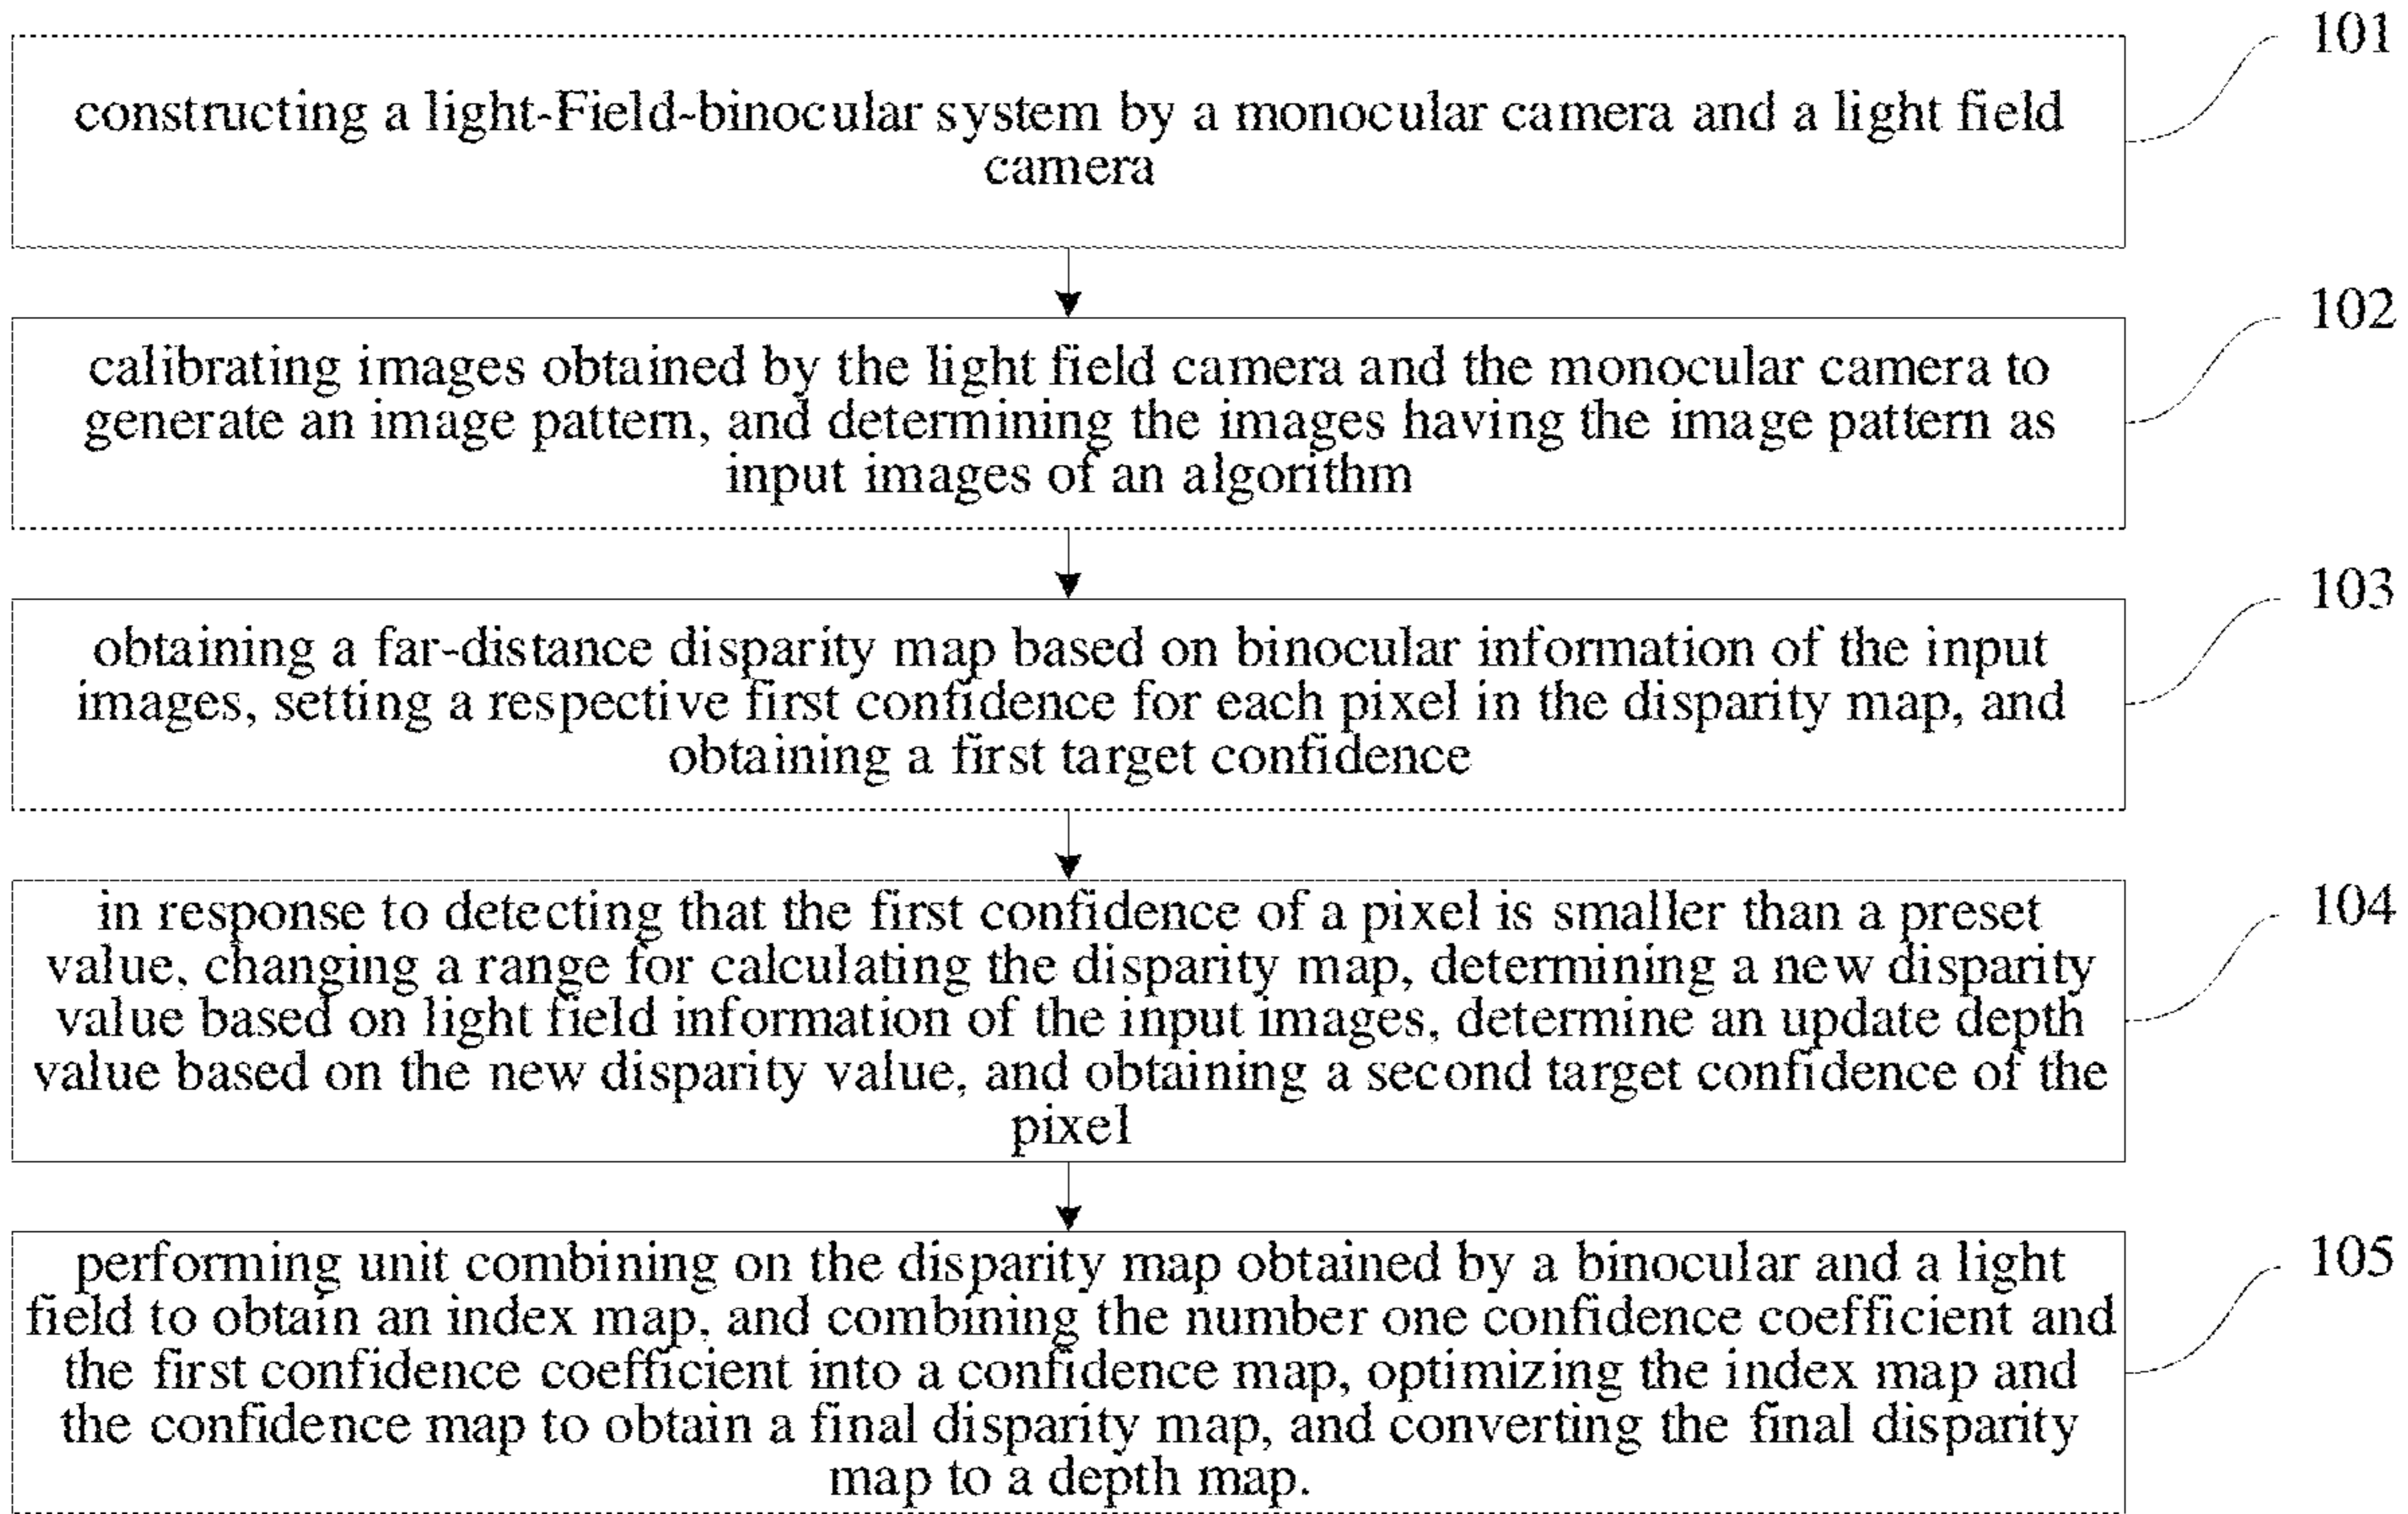 101
constructing a light-Field-binocular system by a monocular camera and a light field
camera
102
calibrating images obtained by the light field camera and the monocular camera to
generate an image pattern, and determining the images having the image pattern as
input images of an algorithm
103
obtaining a far-distance disparity map based on binocular information of the input
images, setting a respective first confidence for each pixel in the disparity map, and
obtaining a first target confidence
104
in response to detecting that the first confidence of a pixel is smaller than a preset
value, changing a range for calculating the disparity map, determining a new disparity
value based on light field information of the input images, determine an update depth
value based on the new disparity value, and obtaining a second target confidence of the
pixel
105
performing unit combining on the disparity map obtained by a binocular and a light
field to obtain an index map, and combining the number one confidence coefficient and
the first confidence coefficient into a confidence map, optimizing the index map and
the confidence map to obtain a final disparity map, and converting the final disparity
map to a depth map.